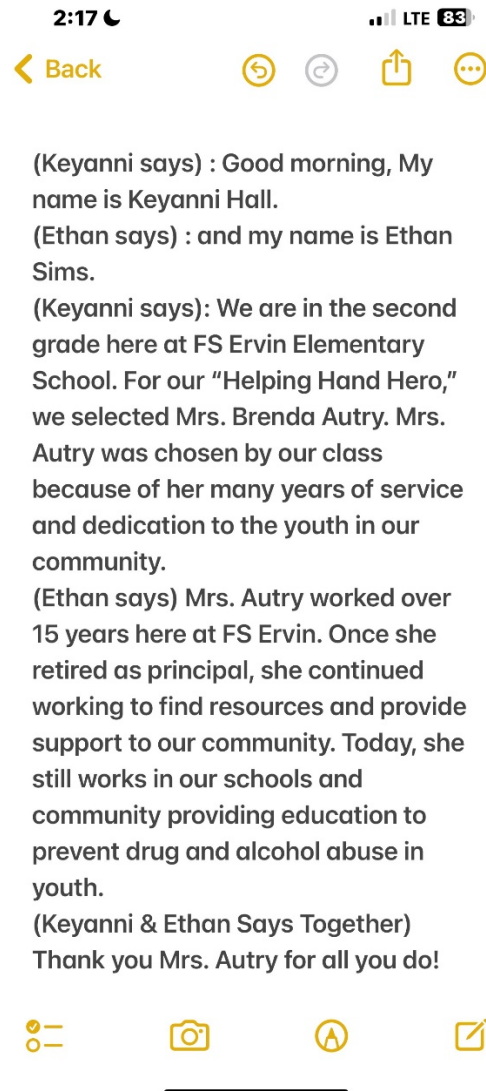 2:17 LTE 83
Back
(Keyanni says) : Good morning, My
name is Keyanni Hall.
(Ethan says) : and my name is Ethan
Sims.
(Keyanni says): We are in the second
grade here at FS Ervin Elementary
School. For our “Helping Hand Hero,”
we selected Mrs. Brenda Autry. Mrs.
Autry was chosen by our class
because of her many years of service
and dedication to the youth in our
community.
(Ethan says) Mrs. Autry worked over
15 years here at FS Ervin. Once she
retired as principal, she continued
working to find resources and provide
support to our community. Today, she
still works in our schools and
community providing education to
prevent drug and alcohol abuse in
youth.
(Keyanni & Ethan Says Together)
Thank you Mrs. Autry for all you do!